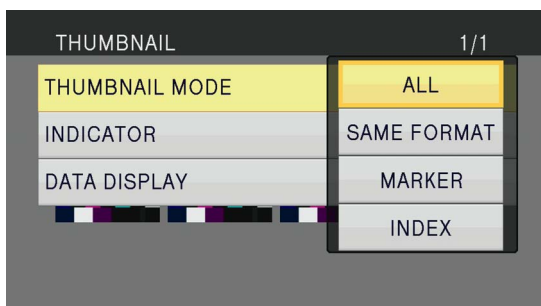 THUMBNAIL 1/1
THUMBNAIL MODE ALL
INDICATOR SAME FORMAT
DATA DISPLAY MARKER
INDEX